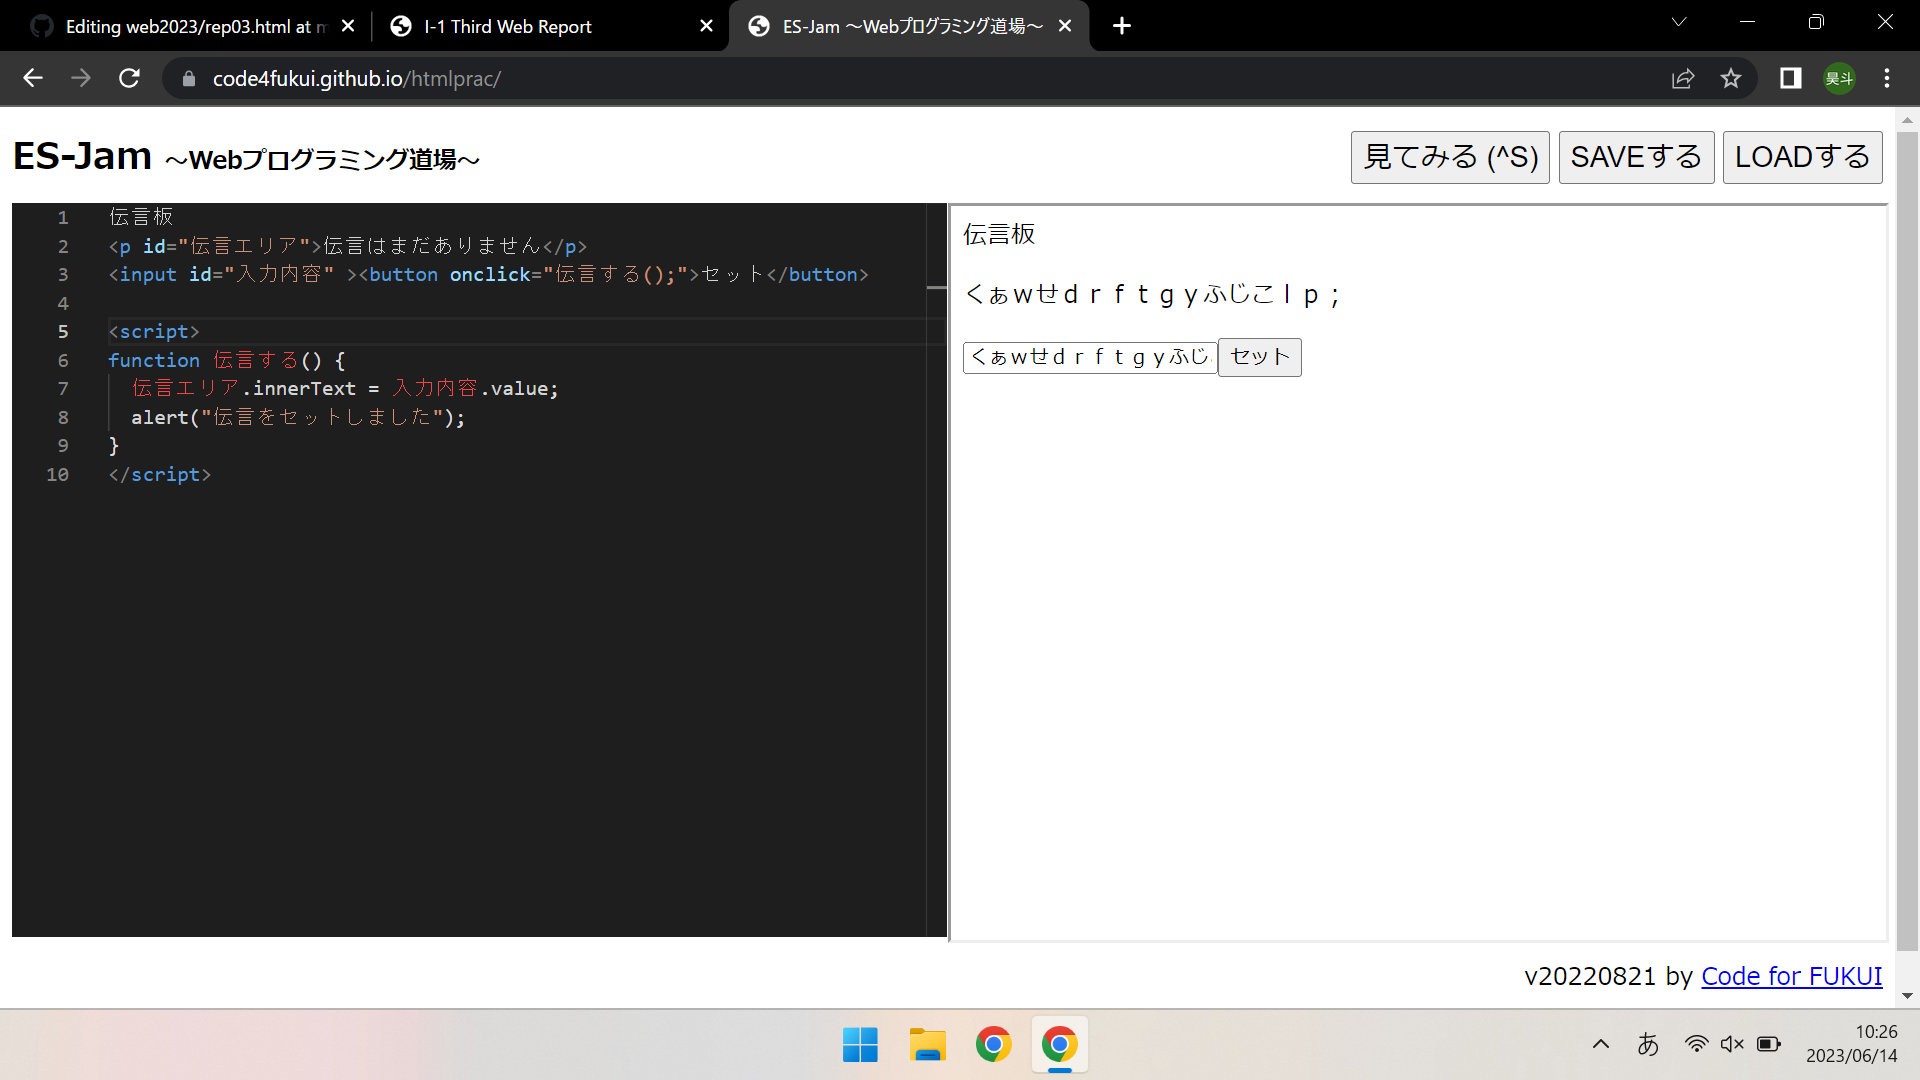 Editing web2023/rep03.html at m
I-1 Third Web Report
ES-Jam ～Webプログラミング道場～
code4fukui.github.io/htmlprac/
昊斗
ES-Jam ～Webプログラミング道場～
見てみる (^S)
SAVEする
LOADする
1 伝言板
2 <p id="伝言エリア">伝言はまだありません</p>
3 <input id="入力内容" ><button onclick="伝言する();">セット</button>
4
5 <script>
6 function 伝言する() {
7 伝言エリア.innerText = 入力内容.value;
8 alert("伝言をセットしました");
9 }
10 </script>
伝言板
くぁｗせｄｒｆｔｇｙふじこｌｐ；
くぁｗせｄｒｆｔｇｙふじ
セット
v20220821 by Code for FUKUI
あ
10:26
2023/06/14